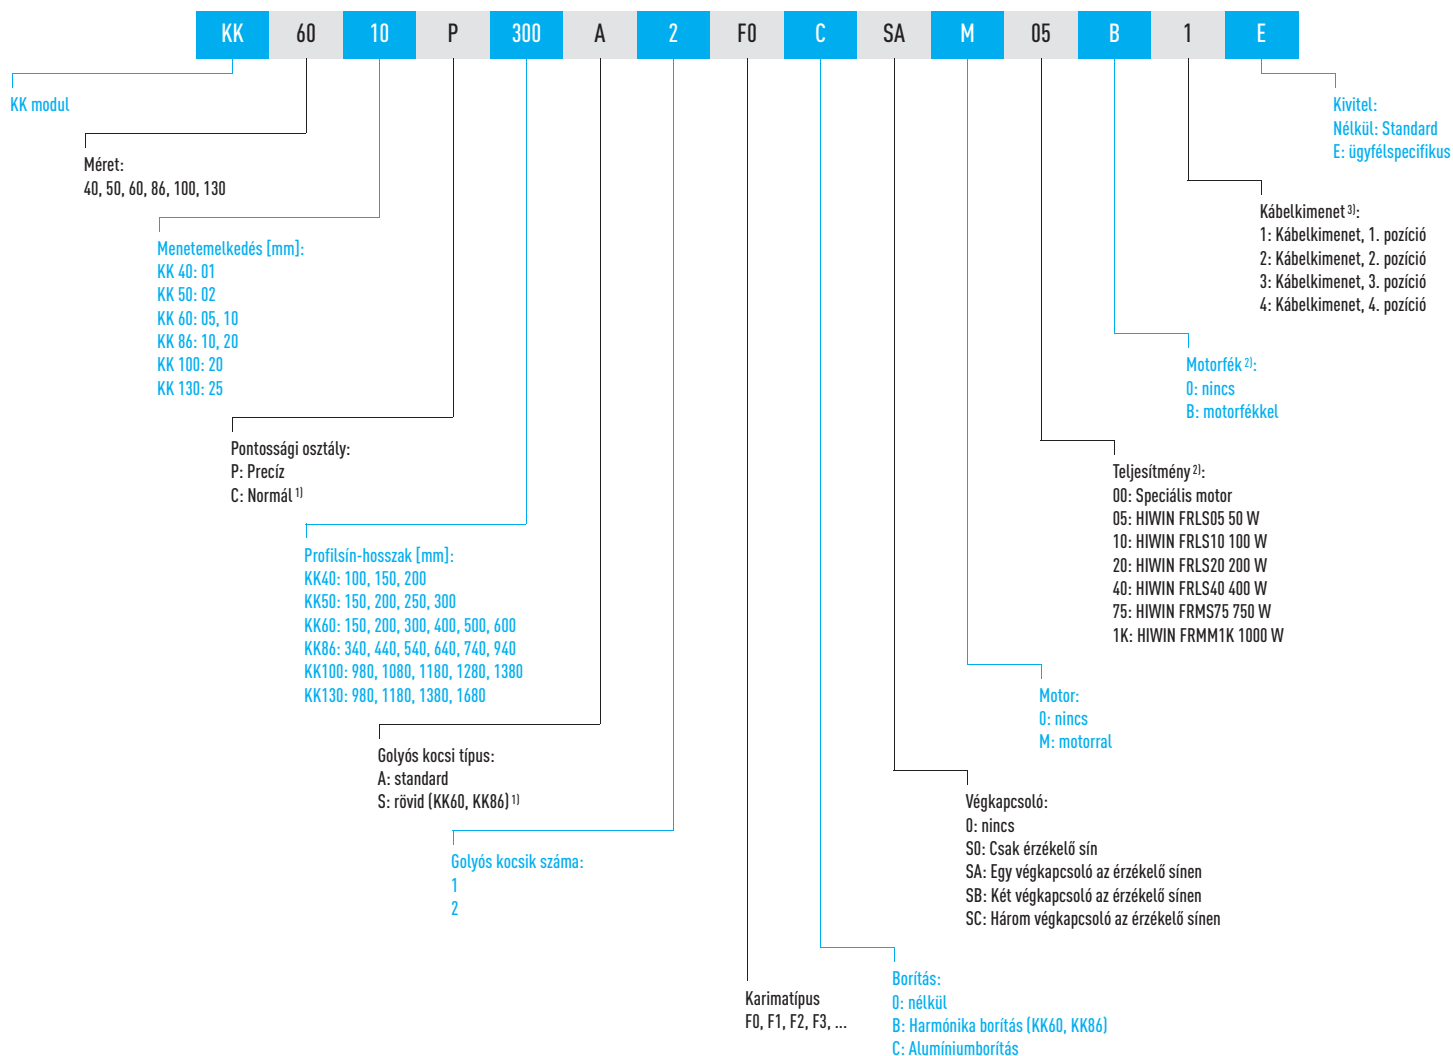 KK 60 10 P 300 A 2 F0 C SA M 05 B 1 E
KK modul
Méret:
40, 50, 60, 86, 100, 130
Menetemelkedés [mm]:
KK 40: 01
KK 50: 02
KK 60: 05, 10
KK 86: 10, 20
KK 100: 20
KK 130: 25
Pontossági osztály:
P: Precíz
C: Normál 1)
Profilsín-hosszak [mm]:
KK40: 100, 150, 200
KK50: 150, 200, 250, 300
KK60: 150, 200, 300, 400, 500, 600
KK86: 340, 440, 540, 640, 740, 940
KK100: 980, 1080, 1180, 1280, 1380
KK130: 980, 1180, 1380, 1680
Golyós kocsi típus:
A: standard
S: rövid (KK60, KK86) 1)
Golyós kocsik száma:
1
2
Karimatípus
F0, F1, F2, F3, ...
Borítás:
0: nélkül
B: Harmónika borítás (KK60, KK86)
C: Alumíniumborítás
Végkapcsoló:
0: nincs
S0: Csak érzékelő sín
SA: Egy végkapcsoló az érzékelő sínen
SB: Két végkapcsoló az érzékelő sínen
SC: Három végkapcsoló az érzékelő sínen
Motor:
0: nincs
M: motorral
Teljesítmény 2):
00: Speciális motor
05: HIWIN FRLS05 50 W
10: HIWIN FRLS10 100 W
20: HIWIN FRLS20 200 W
40: HIWIN FRLS40 400 W
75: HIWIN FRMS75 750 W
1K: HIWIN FRMM1K 1000 W
Motorfék 2):
0: nincs
B: motorfékkel
Kábelkimenet 3):
1: Kábelkimenet, 1. pozíció
2: Kábelkimenet, 2. pozíció
3: Kábelkimenet, 3. pozíció
4: Kábelkimenet, 4. pozíció
Kivitel:
Nélkül: Standard
E: ügyfélspecifikus